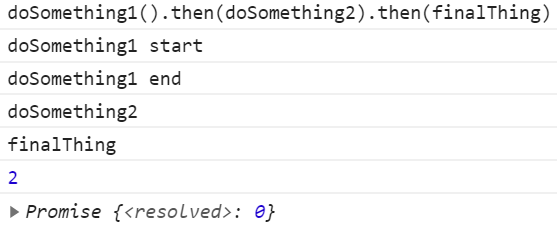 doSomething1().then(doSomething2).then(finalThing)
doSomething1 start
doSomething1 end
doSomething2
finalThing
2
Promise {<resolved>: 0}